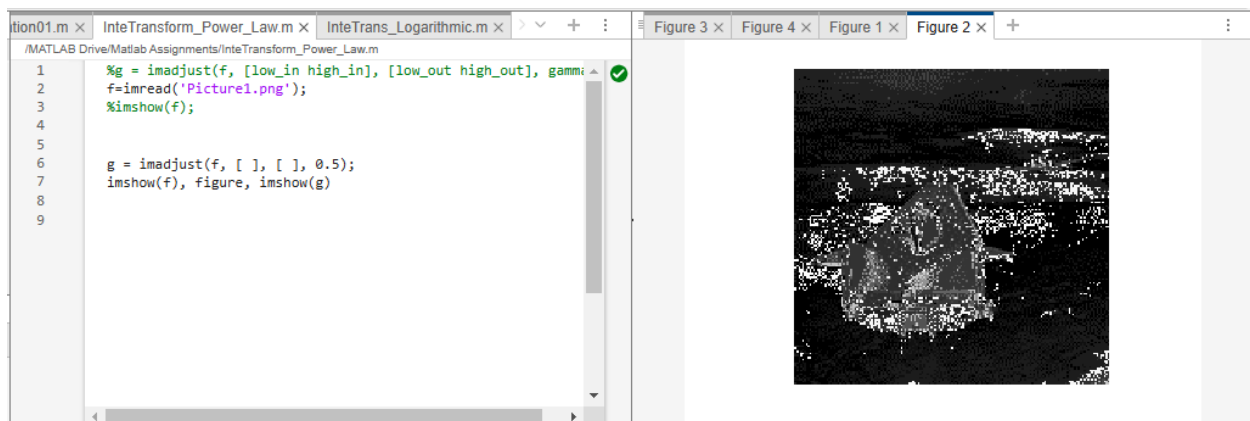 ition01.m × InteTransform_Power_Law.m × InteTrans_Logarithmic.m ×
/MATLAB Drive/Matlab Assignments/InteTransform_Power_Law.m
1 %g = imadjust(f, [low_in high_in], [low_out high_out], gamma
2 f=imread('Picture1.png');
3 %imshow(f);
4
5
6 g = imadjust(f, [ ], [ ], 0.5);
7 imshow(f), figure, imshow(g)
8
9
Figure 3 × Figure 4 × Figure 1 × Figure 2 × +